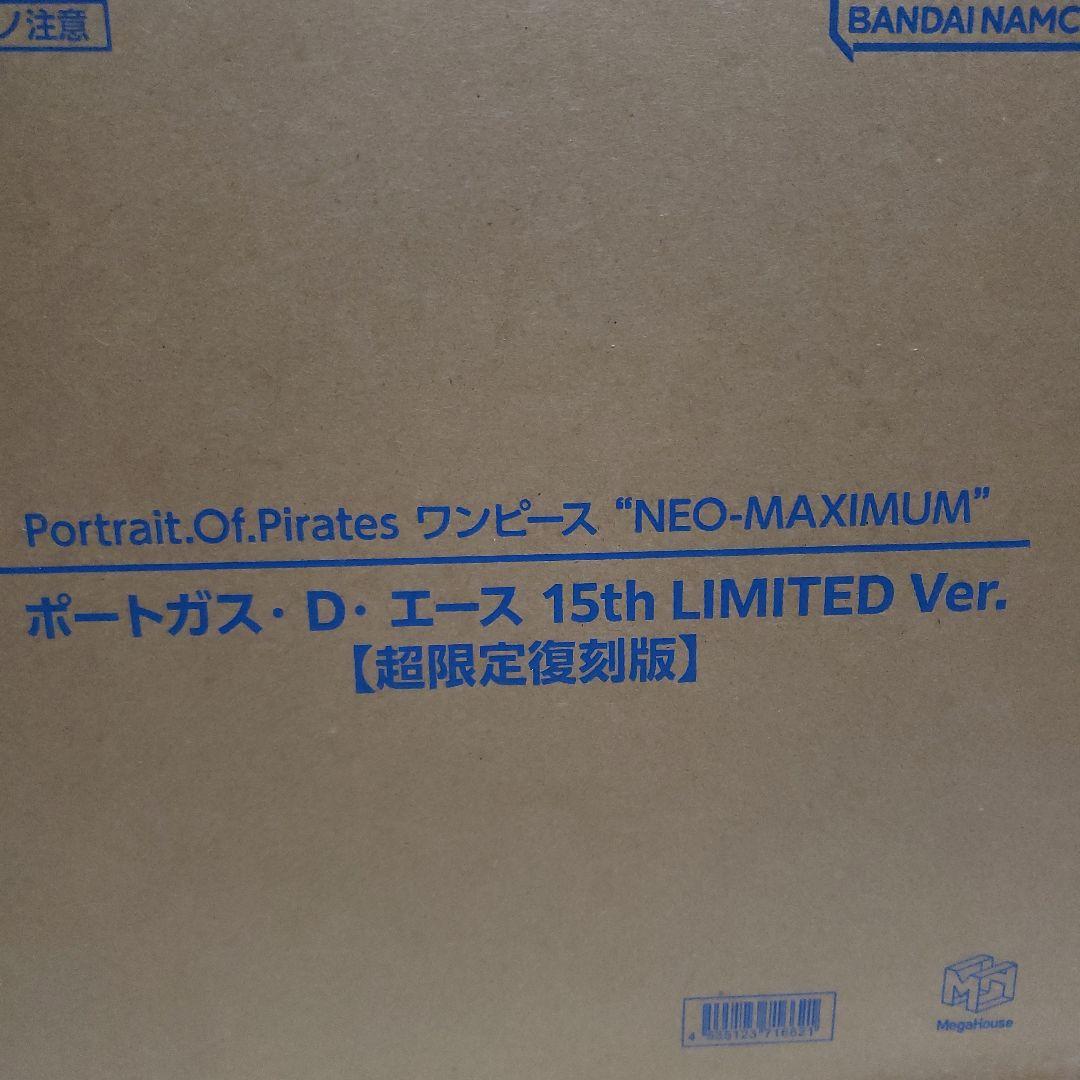 ノ注意
BANDAI NAMC
Portrait.Of.Pirates ワンピース “NEO-MAXIMUM”
ポートガス・D・エース 15th LIMITED Ver.
【超限定復刻版】
MegaHouse